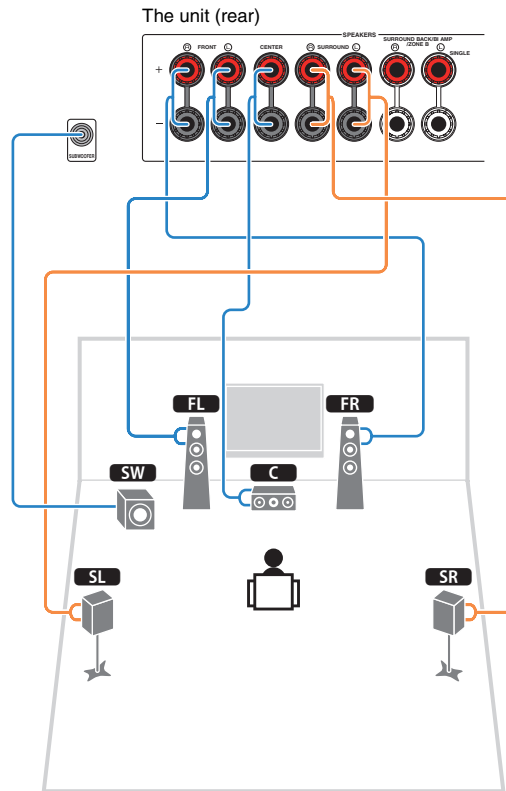 The unit (rear)
SPEAKERS
SURROUND BACK/BI AMP
/ZONE B
R FRONT L
CENTER
R SURROUND L
R L
SINGLE
+
−
SUBWOOFER
FL
FR
SW
C
SL
SR